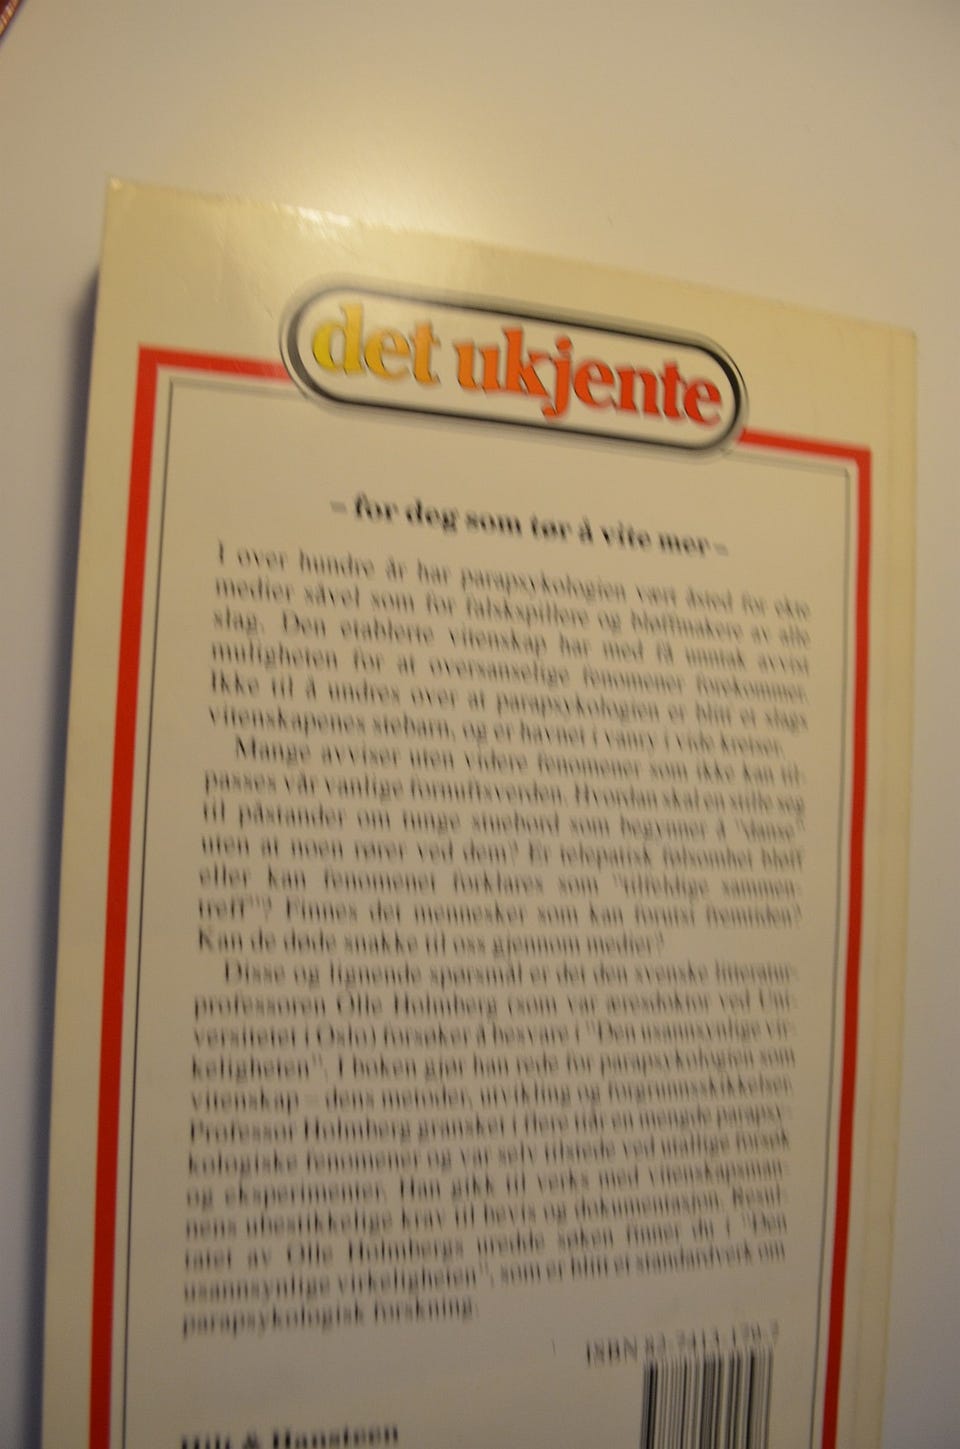 det ukjente
– for deg som tør å vite mer –
I over hundre år har parapsykologien vært åsted for ekte
medier såvel som for falskspillere og bløffmakere av alle
slag. Den etablerte vitenskap har med få unntak avvist
muligheten for at oversanselige fenomener forekommer.
Ikke til å undres over at parapsykologien er blitt et slags
vitenskapenes stebarn, og er havnet i vanry i vide kretser.
Mange avviser uten videre fenomener som ikke kan til-
passes vår vanlige fornuftsverden. Hvordan skal en stille seg
til påstander om tunge stuebord som begynner å "danse"
uten at noen rører ved dem? Er telepatisk følsomhet bløff
eller kan fenomenet forklares som "tilfeldige sammen-
treff"? Finnes det mennesker som kan forutsi fremtiden?
Kan de døde snakke til oss gjennom medier?
Disse og lignende spørsmål er det den svenske litteratur-
professoren Olle Holmberg (som var æresdoktor ved Uni-
versitetet i Oslo) forsøker å besvare i "Den usannsynlige vir-
keligheten". I boken gjør han rede for parapsykologien som
vitenskap – dens metoder, utvikling og forgrunnsskikkelser.
Professor Holmberg gransket i flere tiår en mengde parapsy-
kologiske fenomener og var selv tilstede ved utallige forsøk
og eksperimenter. Han gikk til verks med vitenskapsman-
nens ubestikkelige krav til bevis og dokumentasjon. Resul-
tatet av Olle Holmbergs uredde søken finner du i "Den
usannsynlige virkeligheten", som er blitt et standardverk om
parapsykologisk forskning.
ISBN 82-7413-170-7
Hilt & Hansteen